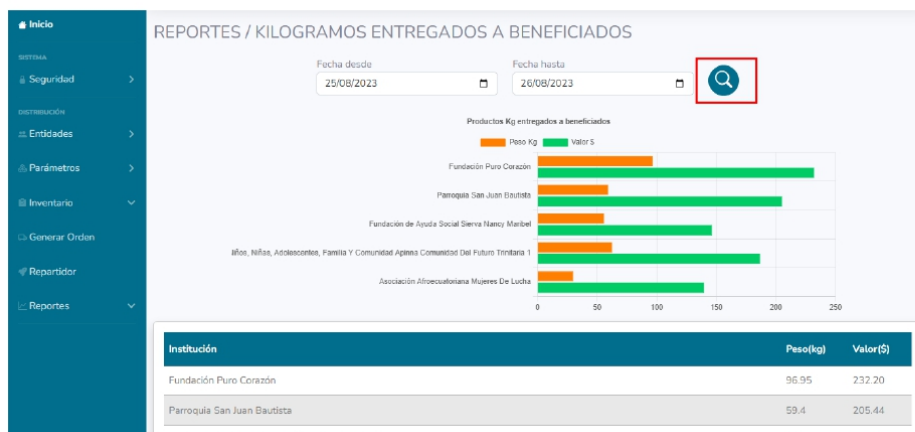 Inicio
REPORTES / KILOGRAMOS ENTREGADOS A BENEFICIADOS
SISTEMA
Seguridad
DISTRIBUCIÓN
Entidades
Parámetros
Inventario
Generar Orden
Repartidor
Reportes
Fecha desde
Fecha hasta
25/08/2023
26/08/2023
Productos Kg entregados a beneficiados
Peso Kg
Valor $
Fundación Puro Corazón
Parroquia San Juan Bautista
Fundación de Ayuda Social Sierva Nancy Maribel
Niñas, Adolescentes, Familia Y Comunidad Apinna Comunidad Del Futuro Trinitaria 1
Asociación Afroecuatoriana Mujeres De Lucha
0 50 100 150 200 250
Institución Peso(kg) Valor($)
Fundación Puro Corazón 96.95 232.20
Parroquia San Juan Bautista 59.4 205.44